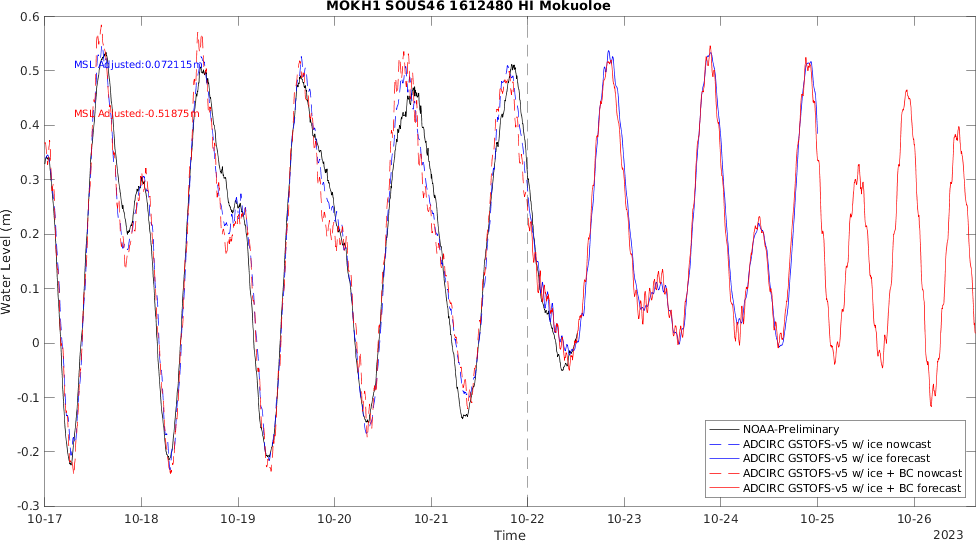 MOKH1 SOUS46 1612480 HI Mokuoloe
0.6
MSL Adjusted:0.072115m
0.5
MSL Adjusted:-0.51875m
0.4
0.3
0.2
0.1
0
-0.1
-0.2
-0.3
Water Level (m)
NOAA-Preliminary
ADCIRC GSTOFS-v5 w/ ice nowcast
ADCIRC GSTOFS-v5 w/ ice forecast
ADCIRC GSTOFS-v5 w/ ice + BC nowcast
ADCIRC GSTOFS-v5 w/ ice + BC forecast
10-17 10-18 10-19 10-20 10-21 10-22 10-23 10-24 10-25 10-26
Time
2023